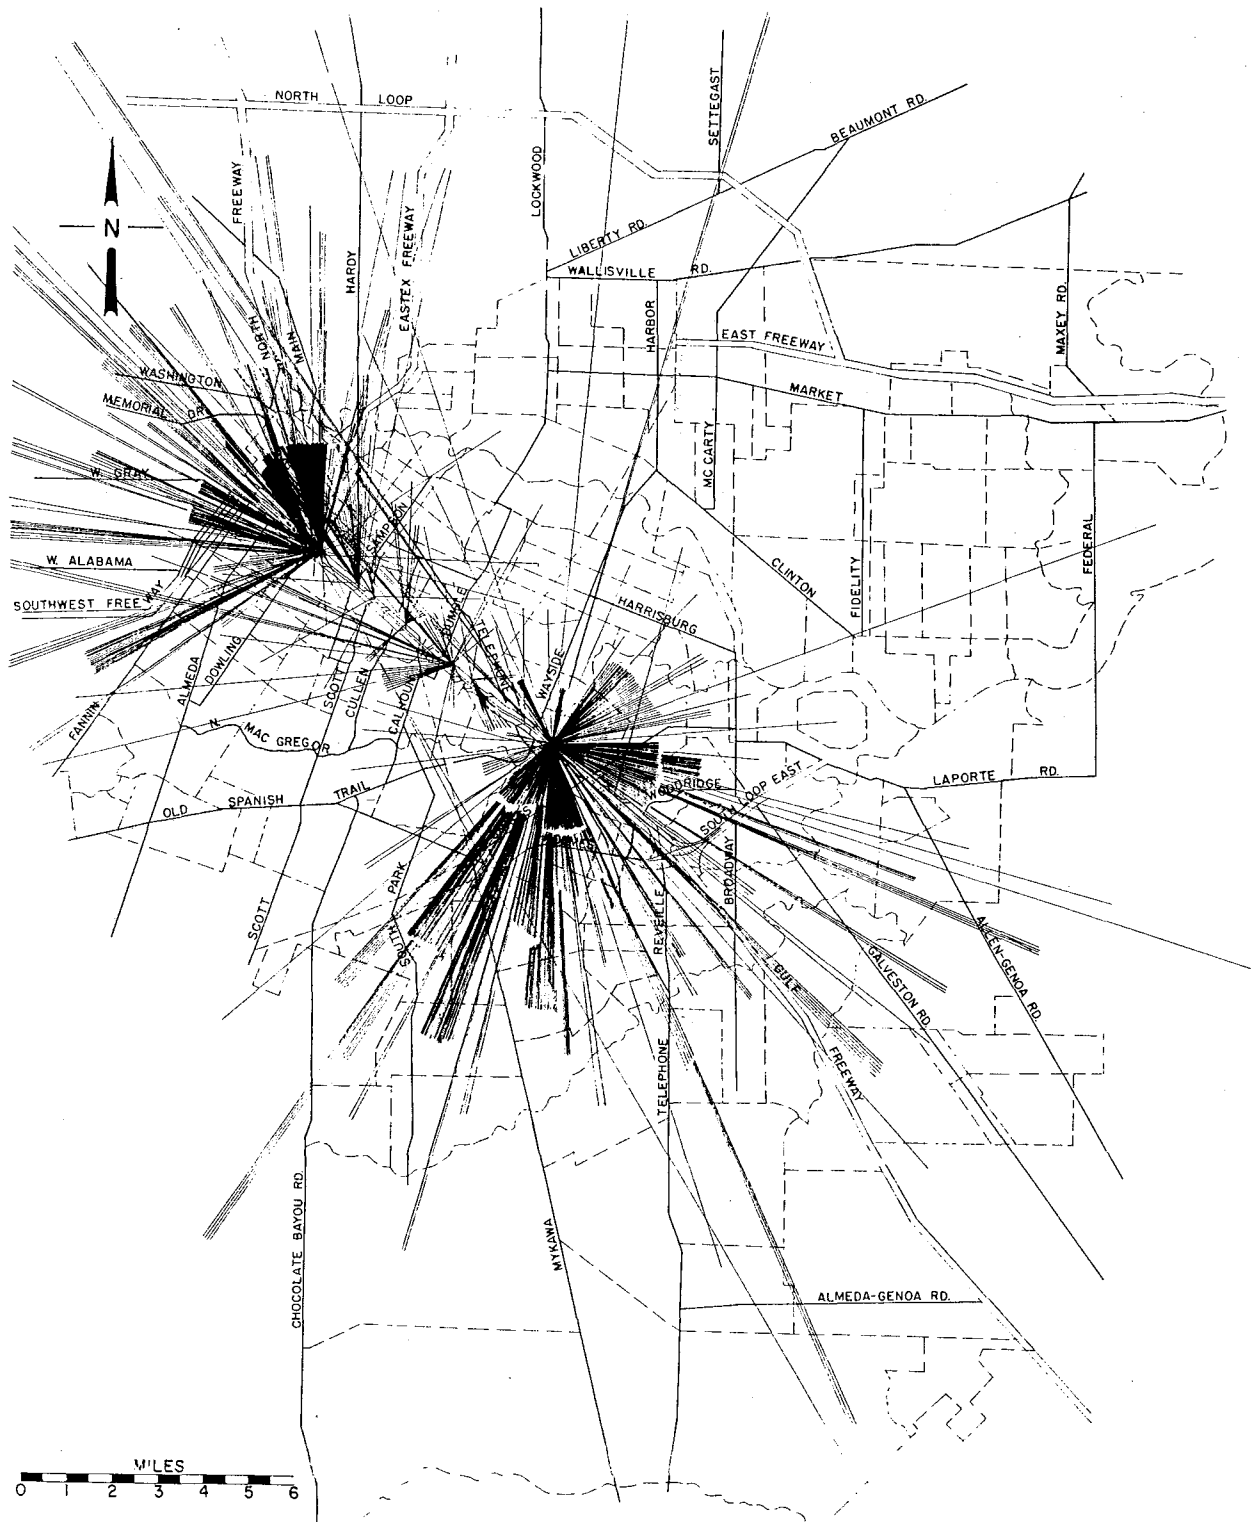 NORTH LOOP
SETTEGAST
BEAUMONT RD.
FREEWAY
LOCKWOOD
N
EASTEX FREEWAY
LIBERTY RD.
HARDY
WALLISVILLE RD.
MAXEY RD.
HARBOR
EAST FREEWAY
NORTH
MAIN
WASHINGTON
MARKET
MEMORIAL DR.
MC CARTY
W. GRAY
FIDELITY
FEDERAL
W. ALABAMA
CLINTON
SOUTHWEST FREEWAY
HARRISBURG
TELEPHONE
WAYSIDE
ALMEDA
DOWLING
SCOTT
CULLEN
CALHOUN
FANNIN
N. MAC GREGOR
LAPORTE RD.
WOODRIDGE
OLD SPANISH TRAIL
SOUTH LOOP EAST
BROADWAY
SOUTH PARK
SCOTT
REVEILLE
GULF FREEWAY
GALVESTON RD.
ALLEN-GENOA RD.
TELEPHONE
CHOCOLATE BAYOU RD.
MYKAWA
ALMEDA-GENOA RD.
MILES
0 1 2 3 4 5 6